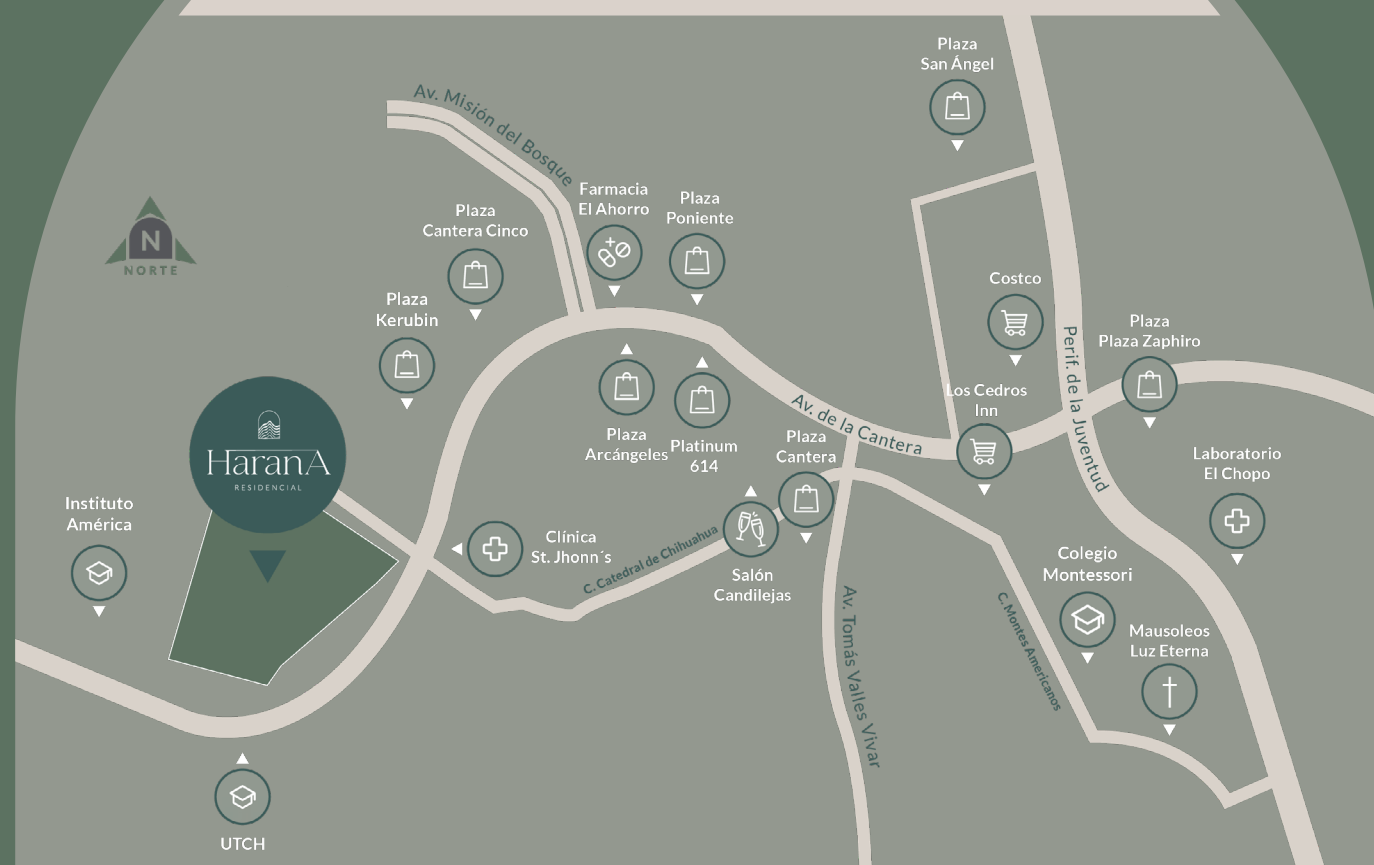 Plaza
San Ángel
Av. Misión del Bosque
Farmacia
El Ahorro
Plaza
Poniente
Plaza
Cantera Cinco
N
NORTE
Costco
Plaza
Kerubin
Plaza
Plaza Zaphiro
Perif. de la Juventud
Los Cedros
Inn
Av. de la Cantera
Plaza
Arcángeles
Platinum
614
Plaza
Cantera
HaranA
RESIDENCIAL
Laboratorio
El Chopo
Instituto
América
Clínica
St. Jhonn´s
C. Catedral de Chihuahua
Salón
Candilejas
Colegio
Montessori
Av. Tomás Valles Vivar
C. Montes Americanos
Mausoleos
Luz Eterna
UTCH